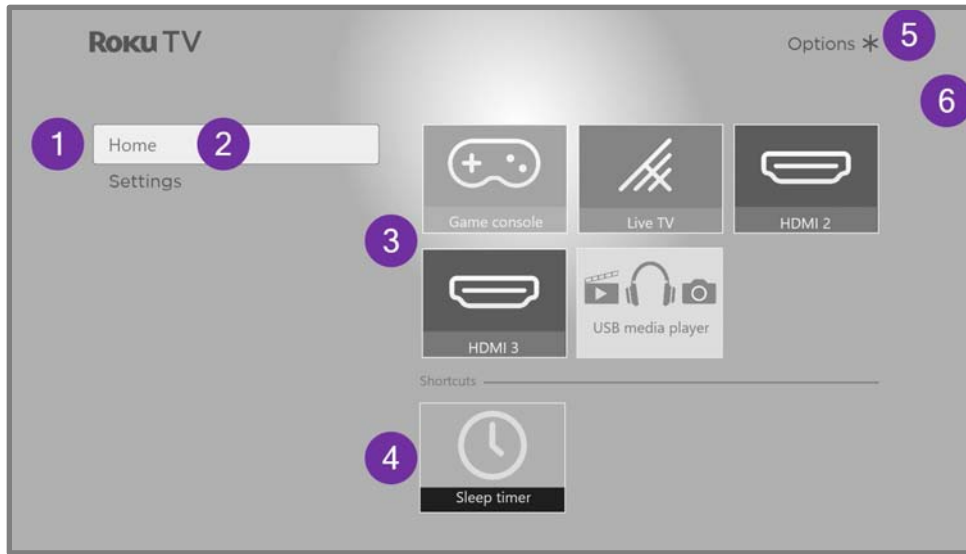 Roku TV
Options * 5
6
1 Home 2
Settings
Game console
Live TV
HDMI 2
3
HDMI 3
USB media player
Shortcuts
4
Sleep timer